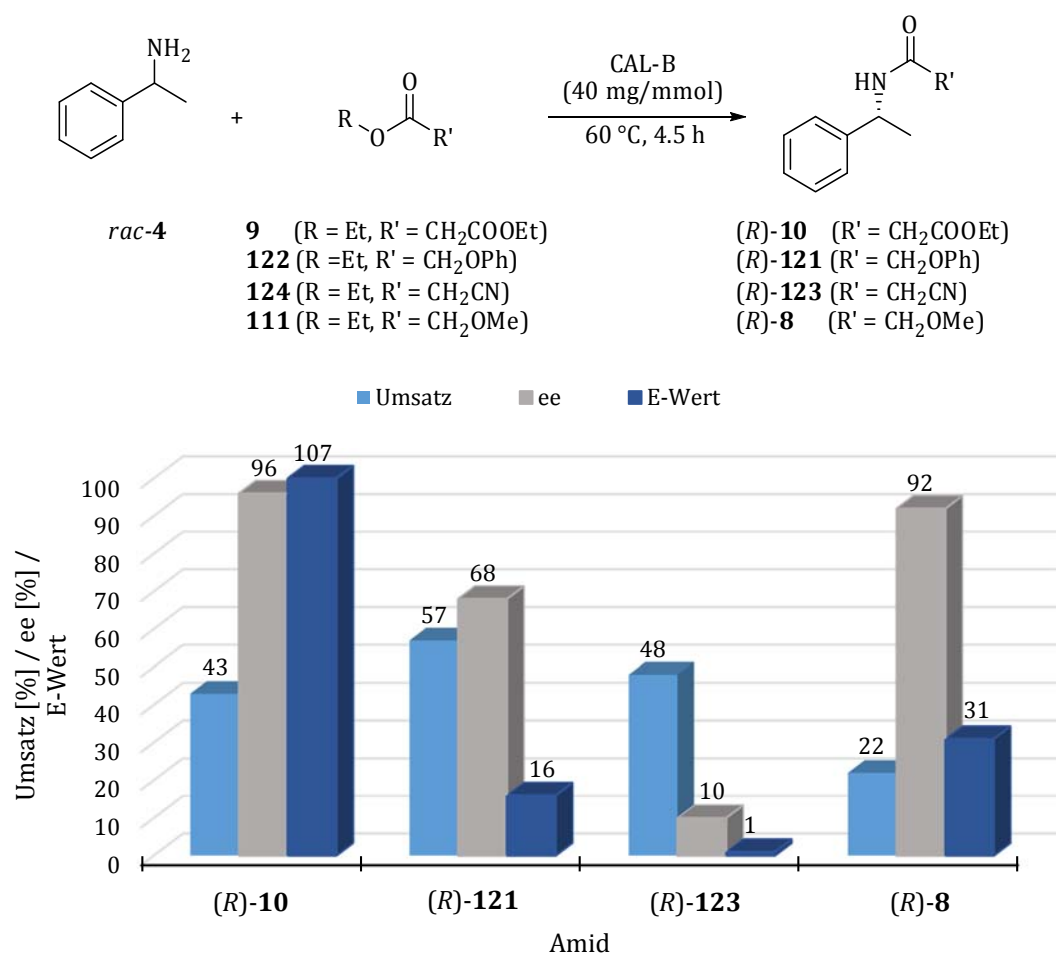 NH2
+
R O O R'
CAL-B
(40 mg/mmol)
60 °C, 4.5 h
O
HN R'
rac-4
9 (R = Et, R' = CH2COOEt)
122 (R =Et, R' = CH2OPh)
124 (R = Et, R' = CH2CN)
111 (R = Et, R' = CH2OMe)
(R)-10 (R' = CH2COOEt)
(R)-121 (R' = CH2OPh)
(R)-123 (R' = CH2CN)
(R)-8 (R' = CH2OMe)
Umsatz ee E-Wert
Umsatz [%] / ee [%] /
E-Wert
100
90
80
70
60
50
40
30
20
10
0
43 96 107
57 68 16
48 10 1
22 92 31
(R)-10 (R)-121 (R)-123 (R)-8
Amid